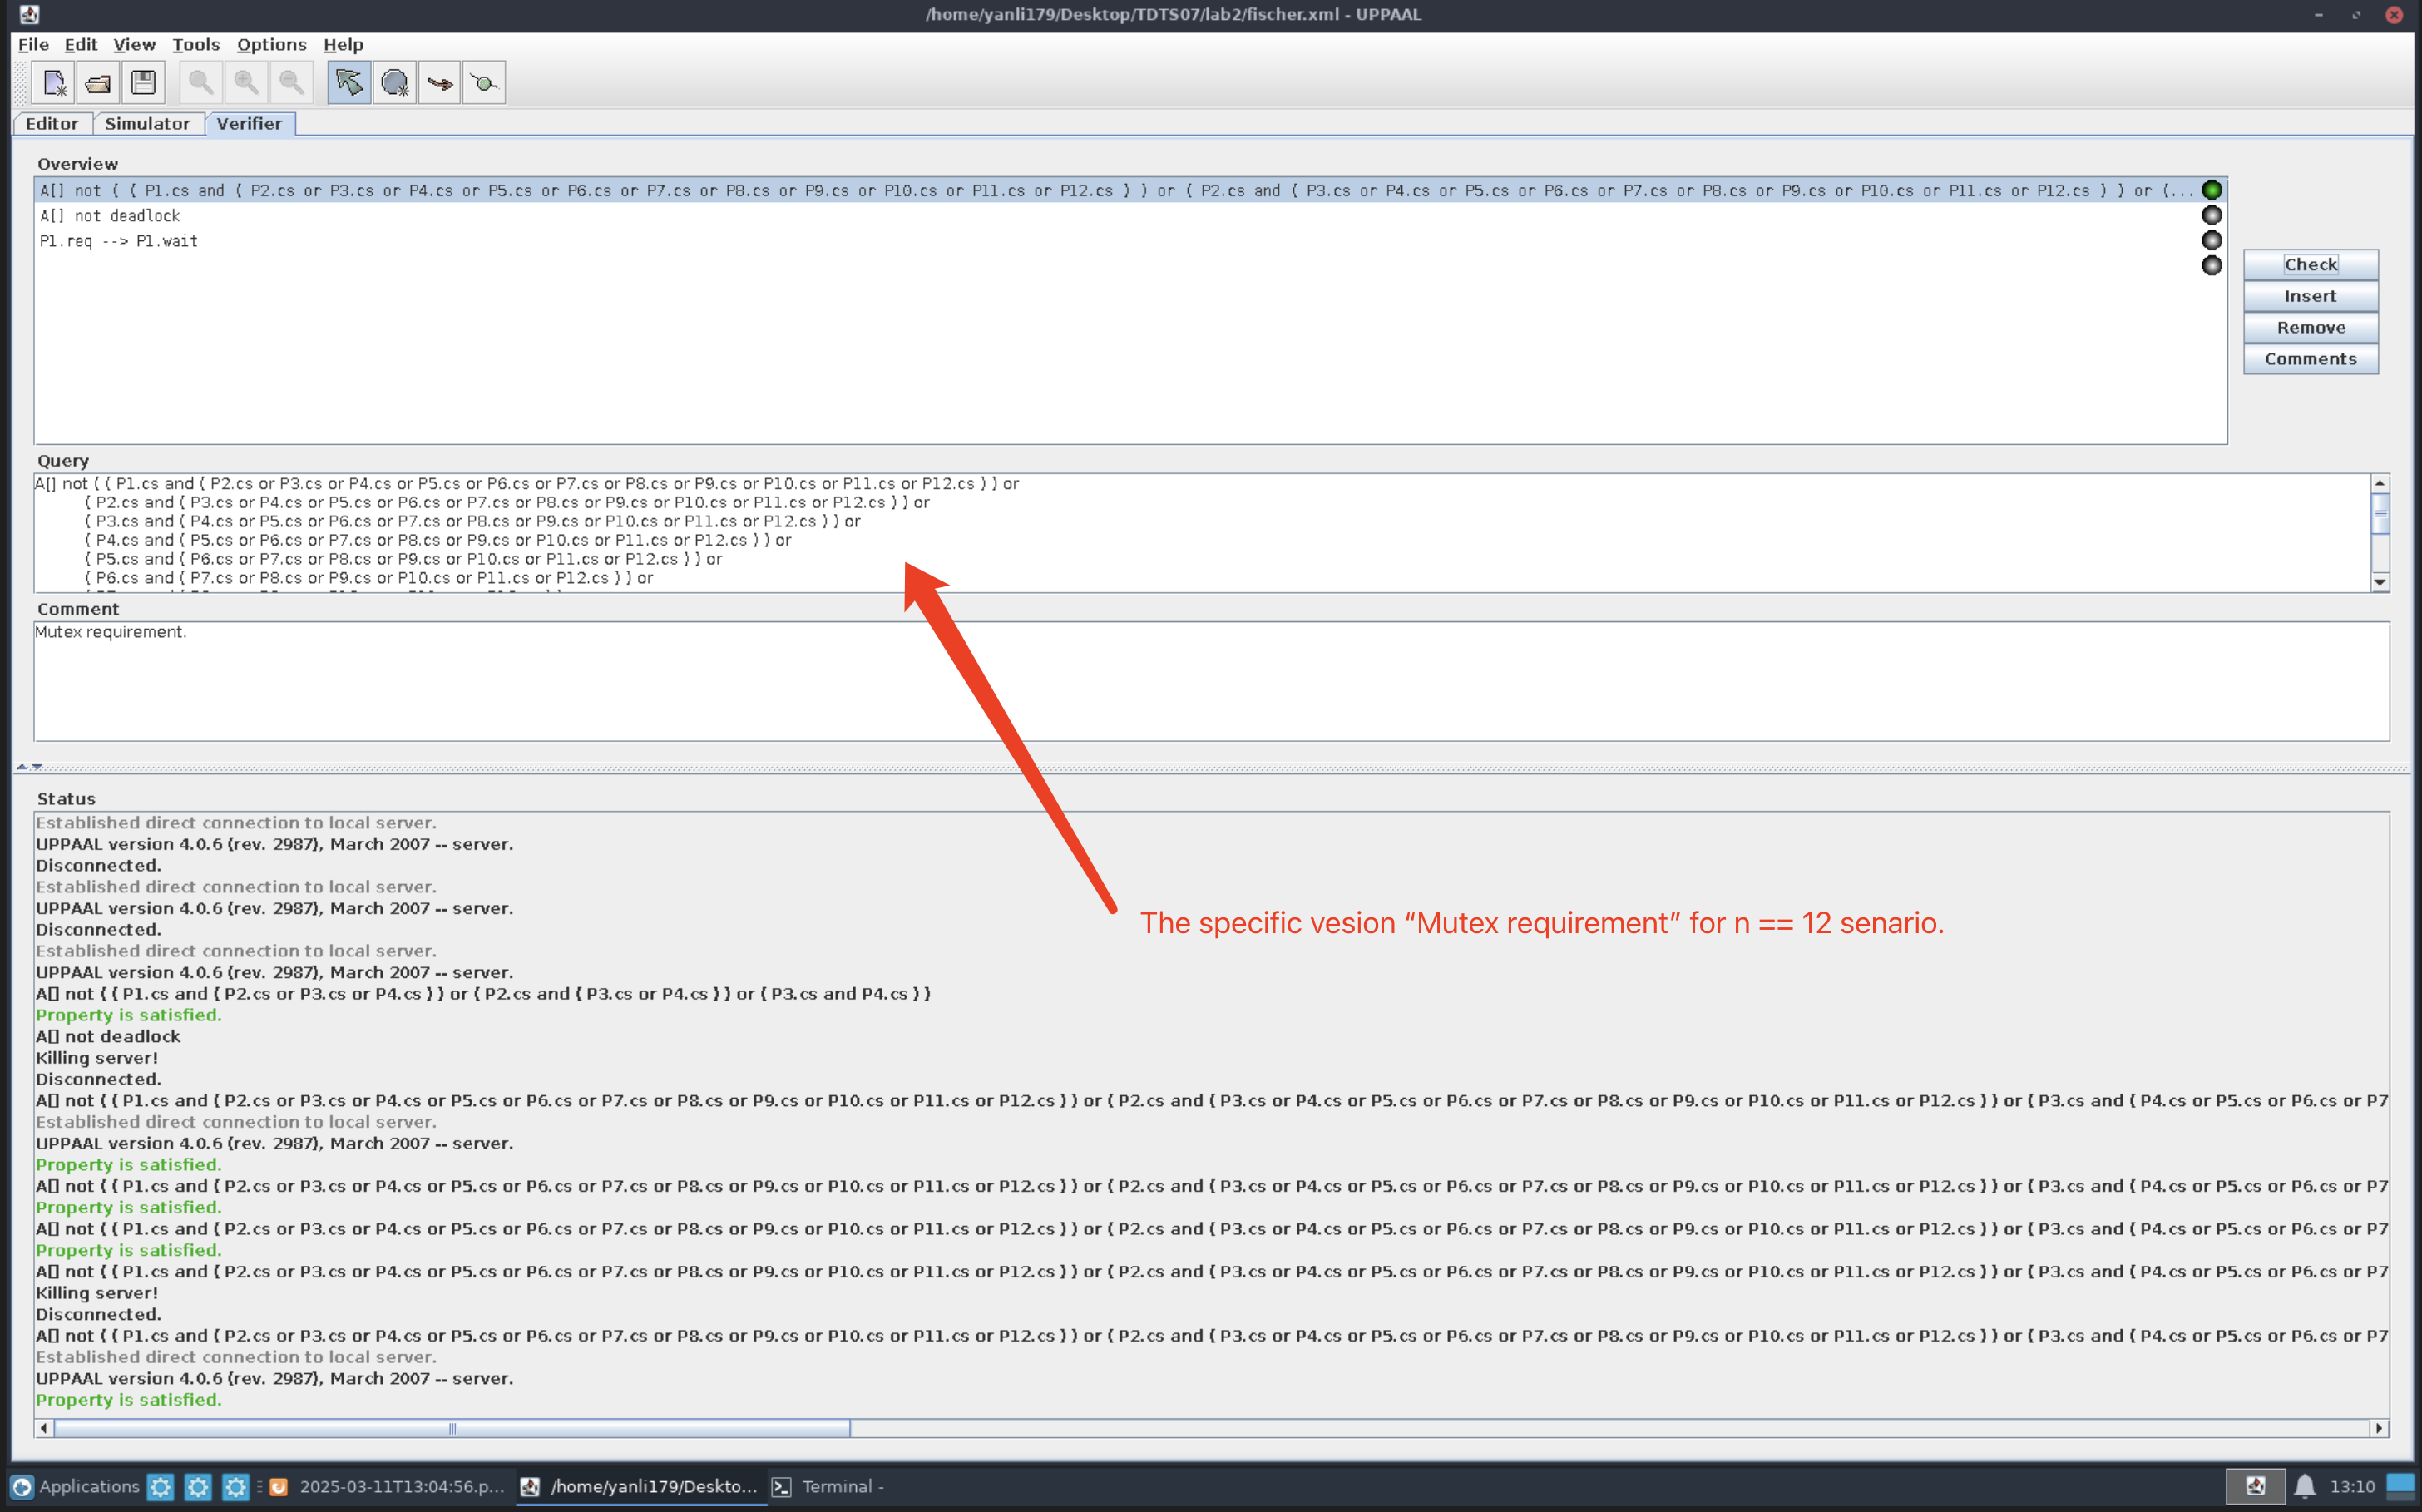 /home/yanli179/Desktop/TDTS07/lab2/fischer.xml - UPPAAL
File Edit View Tools Options Help
Editor Simulator Verifier
Overview
A[] not ( ( P1.cs and ( P2.cs or P3.cs or P4.cs or P5.cs or P6.cs or P7.cs or P8.cs or P9.cs or P10.cs or P11.cs or P12.cs ) ) or ( P2.cs and ( P3.cs or P4.cs or P5.cs or P6.cs or P7.cs or P8.cs or P9.cs or P10.cs or P11.cs or P12.cs ) ) or (...
A[] not deadlock
P1.req --> P1.wait
Check
Insert
Remove
Comments
Query
A[] not ( ( P1.cs and ( P2.cs or P3.cs or P4.cs or P5.cs or P6.cs or P7.cs or P8.cs or P9.cs or P10.cs or P11.cs or P12.cs ) ) or
( P2.cs and ( P3.cs or P4.cs or P5.cs or P6.cs or P7.cs or P8.cs or P9.cs or P10.cs or P11.cs or P12.cs ) ) or
( P3.cs and ( P4.cs or P5.cs or P6.cs or P7.cs or P8.cs or P9.cs or P10.cs or P11.cs or P12.cs ) ) or
( P4.cs and ( P5.cs or P6.cs or P7.cs or P8.cs or P9.cs or P10.cs or P11.cs or P12.cs ) ) or
( P5.cs and ( P6.cs or P7.cs or P8.cs or P9.cs or P10.cs or P11.cs or P12.cs ) ) or
( P6.cs and ( P7.cs or P8.cs or P9.cs or P10.cs or P11.cs or P12.cs ) ) or
Comment
Mutex requirement.
The specific vesion “Mutex requirement” for n == 12 senario.
Status
Established direct connection to local server.
UPPAAL version 4.0.6 (rev. 2987), March 2007 -- server.
Disconnected.
Established direct connection to local server.
UPPAAL version 4.0.6 (rev. 2987), March 2007 -- server.
Disconnected.
Established direct connection to local server.
UPPAAL version 4.0.6 (rev. 2987), March 2007 -- server.
A[] not ( ( P1.cs and ( P2.cs or P3.cs or P4.cs ) ) or ( P2.cs and ( P3.cs or P4.cs ) ) or ( P3.cs and P4.cs ) )
Property is satisfied.
A[] not deadlock
Killing server!
Disconnected.
A[] not ( ( P1.cs and ( P2.cs or P3.cs or P4.cs or P5.cs or P6.cs or P7.cs or P8.cs or P9.cs or P10.cs or P11.cs or P12.cs ) ) or ( P2.cs and ( P3.cs or P4.cs or P5.cs or P6.cs or P7.cs or P8.cs or P9.cs or P10.cs or P11.cs or P12.cs ) ) or ( P3.cs and ( P4.cs or P5.cs or P6.cs or P7
Established direct connection to local server.
UPPAAL version 4.0.6 (rev. 2987), March 2007 -- server.
Property is satisfied.
A[] not ( ( P1.cs and ( P2.cs or P3.cs or P4.cs or P5.cs or P6.cs or P7.cs or P8.cs or P9.cs or P10.cs or P11.cs or P12.cs ) ) or ( P2.cs and ( P3.cs or P4.cs or P5.cs or P6.cs or P7.cs or P8.cs or P9.cs or P10.cs or P11.cs or P12.cs ) ) or ( P3.cs and ( P4.cs or P5.cs or P6.cs or P7
Property is satisfied.
A[] not ( ( P1.cs and ( P2.cs or P3.cs or P4.cs or P5.cs or P6.cs or P7.cs or P8.cs or P9.cs or P10.cs or P11.cs or P12.cs ) ) or ( P2.cs and ( P3.cs or P4.cs or P5.cs or P6.cs or P7.cs or P8.cs or P9.cs or P10.cs or P11.cs or P12.cs ) ) or ( P3.cs and ( P4.cs or P5.cs or P6.cs or P7
Property is satisfied.
A[] not ( ( P1.cs and ( P2.cs or P3.cs or P4.cs or P5.cs or P6.cs or P7.cs or P8.cs or P9.cs or P10.cs or P11.cs or P12.cs ) ) or ( P2.cs and ( P3.cs or P4.cs or P5.cs or P6.cs or P7.cs or P8.cs or P9.cs or P10.cs or P11.cs or P12.cs ) ) or ( P3.cs and ( P4.cs or P5.cs or P6.cs or P7
Killing server!
Disconnected.
A[] not ( ( P1.cs and ( P2.cs or P3.cs or P4.cs or P5.cs or P6.cs or P7.cs or P8.cs or P9.cs or P10.cs or P11.cs or P12.cs ) ) or ( P2.cs and ( P3.cs or P4.cs or P5.cs or P6.cs or P7.cs or P8.cs or P9.cs or P10.cs or P11.cs or P12.cs ) ) or ( P3.cs and ( P4.cs or P5.cs or P6.cs or P7
Established direct connection to local server.
UPPAAL version 4.0.6 (rev. 2987), March 2007 -- server.
Property is satisfied.
Applications 2025-03-11T13:04:56.p... /home/yanli179/Deskto... Terminal - 13:10